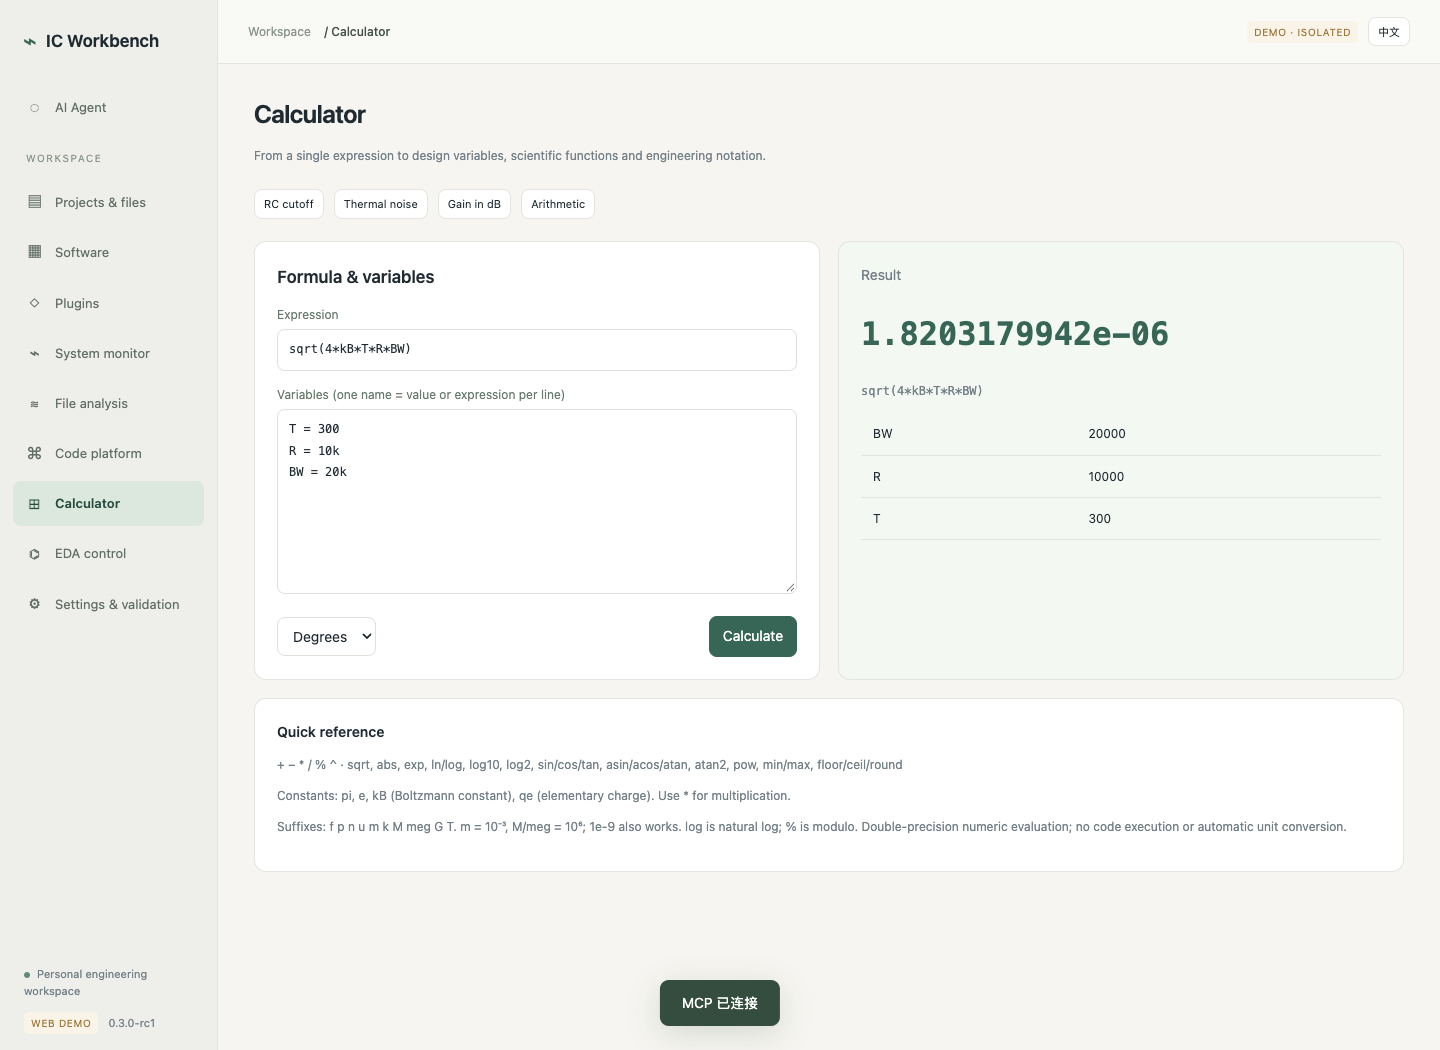 IC Workbench
AI Agent
WORKSPACE
Projects & files
Software
Plugins
System monitor
File analysis
Code platform
Calculator
EDA control
Settings & validation
Personal engineering
workspace
WEB DEMO 0.3.0-rc1
Workspace / Calculator
DEMO · ISOLATED
中文
Calculator
From a single expression to design variables, scientific functions and engineering notation.
RC cutoff
Thermal noise
Gain in dB
Arithmetic
Formula & variables
Expression
sqrt(4*kB*T*R*BW)
Variables (one name = value or expression per line)
T = 300
R = 10k
BW = 20k
Degrees
Calculate
Result
1.8203179942e-06
sqrt(4*kB*T*R*BW)
BW 20000
R 10000
T 300
Quick reference
+ − * / % ^ · sqrt, abs, exp, ln/log, log10, log2, sin/cos/tan, asin/acos/atan, atan2, pow, min/max, floor/ceil/round
Constants: pi, e, kB (Boltzmann constant), qe (elementary charge). Use * for multiplication.
Suffixes: f p n u m k M meg G T. m = 10⁻³, M/meg = 10⁶; 1e-9 also works. log is natural log; % is modulo. Double-precision numeric evaluation; no code execution or automatic unit conversion.
MCP 已连接